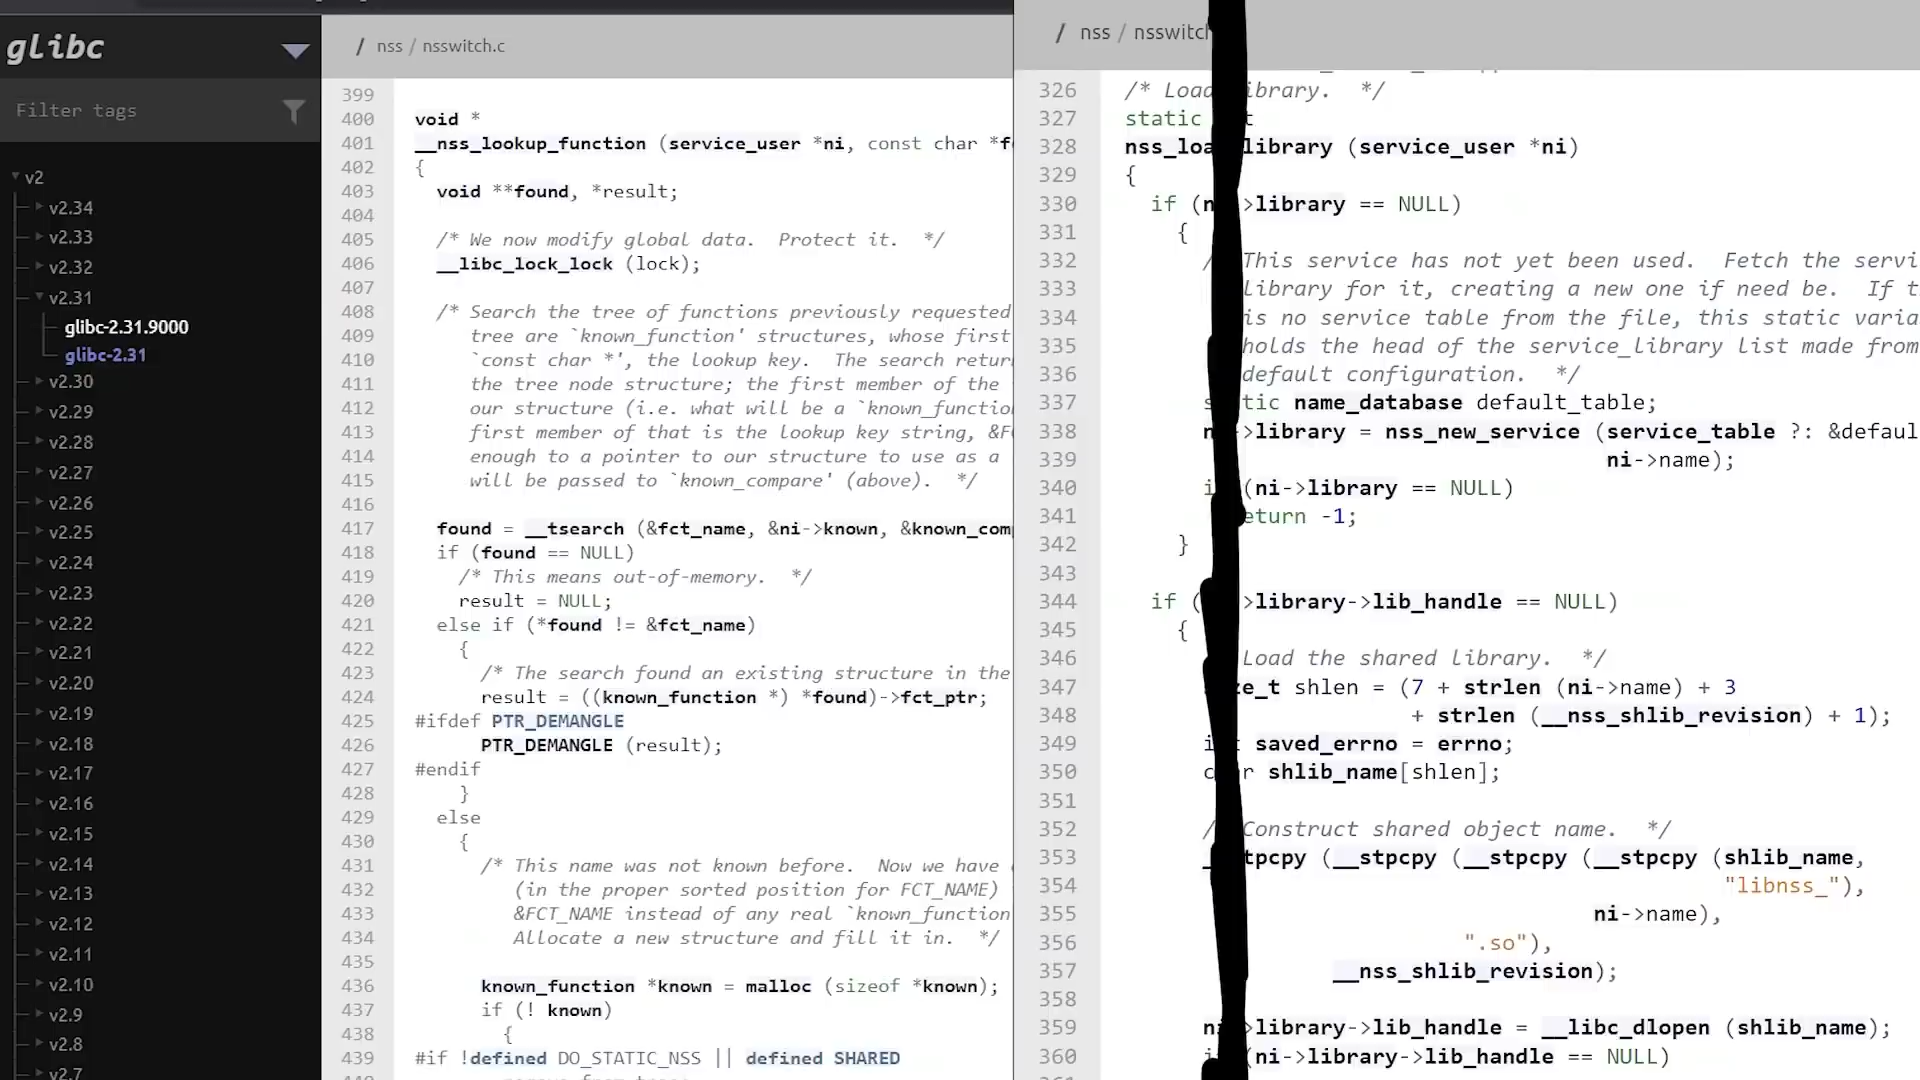 glibc
Filter tags
v2
v2.34
v2.33
v2.32
v2.31
glibc-2.31.9000
glibc-2.31
v2.30
v2.29
v2.28
v2.27
v2.26
v2.25
v2.24
v2.23
v2.22
v2.21
v2.20
v2.19
v2.18
v2.17
v2.16
v2.15
v2.14
v2.13
v2.12
v2.11
v2.10
v2.9
v2.8
v2.7
/ nss / nsswitch.c
399
400 void *
401 __nss_lookup_function (service_user *ni, const char *f
402 {
403 void **found, *result;
404
405 /* We now modify global data.  Protect it.  */
406 __libc_lock_lock (lock);
407
408 /* Search the tree of functions previously requested
409 tree are `known_function' structures, whose first
410 `const char *', the lookup key.  The search retur
411 the tree node structure; the first member of the
412 our structure (i.e. what will be a `known_functio
413 first member of that is the lookup key string, &F
414 enough to a pointer to our structure to use as a
415 will be passed to `known_compare' (above).  */
416
417 found = __tsearch (&fct_name, &ni->known, &known_com
418 if (found == NULL)
419 /* This means out-of-memory.  */
420 result = NULL;
421 else if (*found != &fct_name)
422 {
423 /* The search found an existing structure in the
424 result = ((known_function *) *found)->fct_ptr;
425 #ifdef PTR_DEMANGLE
426 PTR_DEMANGLE (result);
427 #endif
428 }
429 else
430 {
431 /* This name was not known before.  Now we have
432 (in the proper sorted position for FCT_NAME)
433 &FCT_NAME instead of any real `known_function
434 Allocate a new structure and fill it in.  */
435
436 known_function *known = malloc (sizeof *known);
437 if (! known)
438 {
439 #if !defined DO_STATIC_NSS || defined SHARED
/ nss / nsswitch
326 /* Load ibrary.  */
327 static t
328 nss_loa library (service_user *ni)
329 {
330 if (n >library == NULL)
331 {
332 / This service has not yet been used.  Fetch the servi
333 library for it, creating a new one if need be.  If t
334 is no service table from the file, this static varia
335 holds the head of the service_library list made from
336 default configuration.  */
337 s tic name_database default_table;
338 n >library = nss_new_service (service_table ?: &defaul
339 ni->name);
340 i (ni->library == NULL)
341 eturn -1;
342 }
343
344 if ( >library->lib_handle == NULL)
345 {
346 Load the shared library.  */
347 ze_t shlen = (7 + strlen (ni->name) + 3
348 + strlen (__nss_shlib_revision) + 1);
349 i t saved_errno = errno;
350 c r shlib_name[shlen];
351
352 / Construct shared object name.  */
353 _ tpcpy (__stpcpy (__stpcpy (__stpcpy (shlib_name,
354 "libnss_"),
355 ni->name),
356 ".so"),
357 __nss_shlib_revision);
358
359 n >library->lib_handle = __libc_dlopen (shlib_name);
360 i (ni->library->lib_handle == NULL)